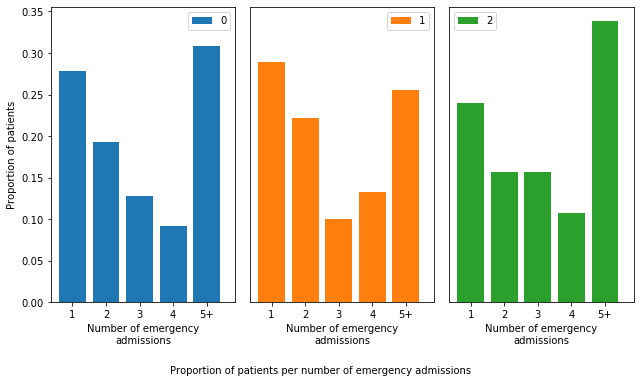 0
1
2
0.35
0.30
0.25
0.20
0.15
0.10
0.05
0.00
Proportion of patients
1 2 3 4 5+
1 2 3 4 5+
1 2 3 4 5+
Number of emergency
admissions
Number of emergency
admissions
Number of emergency
admissions
Proportion of patients per number of emergency admissions